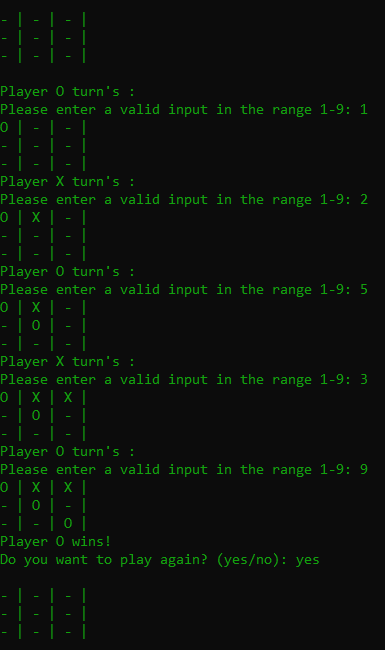 - | - | - |
- | - | - |
- | - | - |

Player O turn's :
Please enter a valid input in the range 1-9: 1
O | - | - |
- | - | - |
- | - | - |
Player X turn's :
Please enter a valid input in the range 1-9: 2
O | X | - |
- | - | - |
- | - | - |
Player O turn's :
Please enter a valid input in the range 1-9: 5
O | X | - |
- | O | - |
- | - | - |
Player X turn's :
Please enter a valid input in the range 1-9: 3
O | X | X |
- | O | - |
- | - | - |
Player O turn's :
Please enter a valid input in the range 1-9: 9
O | X | X |
- | O | - |
- | - | O |
Player O wins!
Do you want to play again? (yes/no): yes

- | - | - |
- | - | - |
- | - | - |